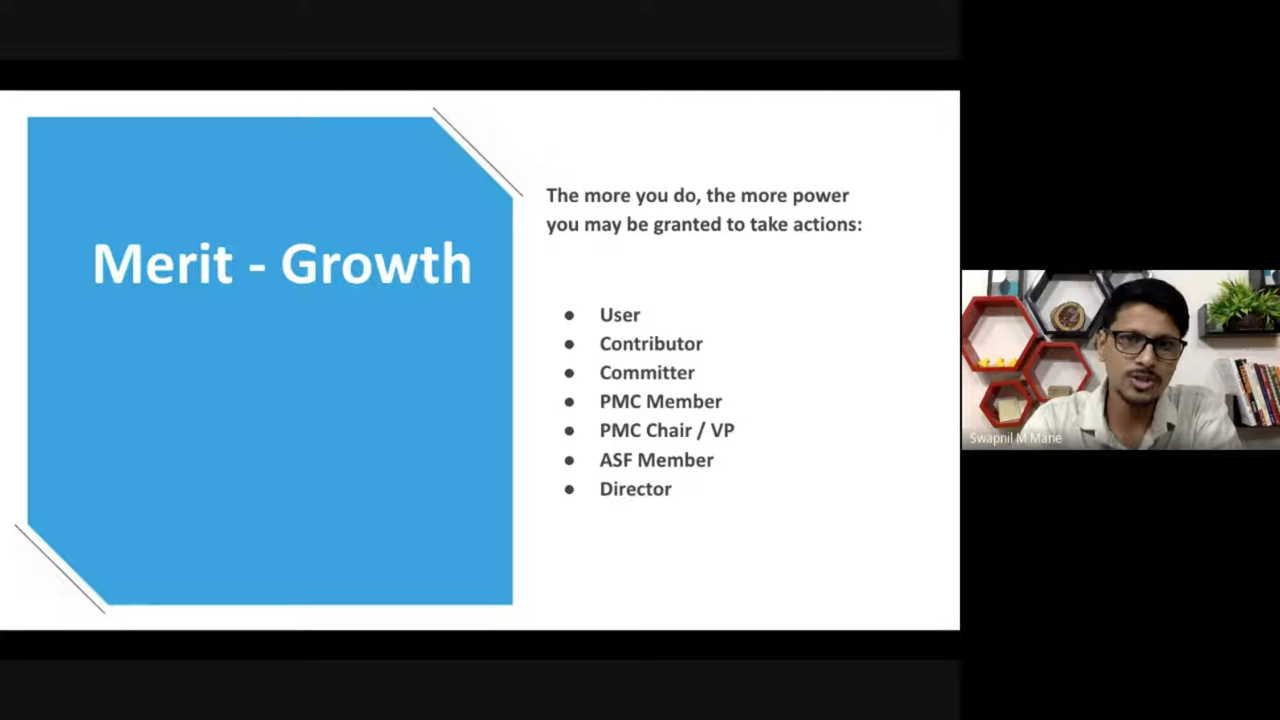 Merit - Growth
The more you do, the more power
you may be granted to take actions:
● User
● Contributor
● Committer
● PMC Member
● PMC Chair / VP
● ASF Member
● Director
Swapnil M Mane